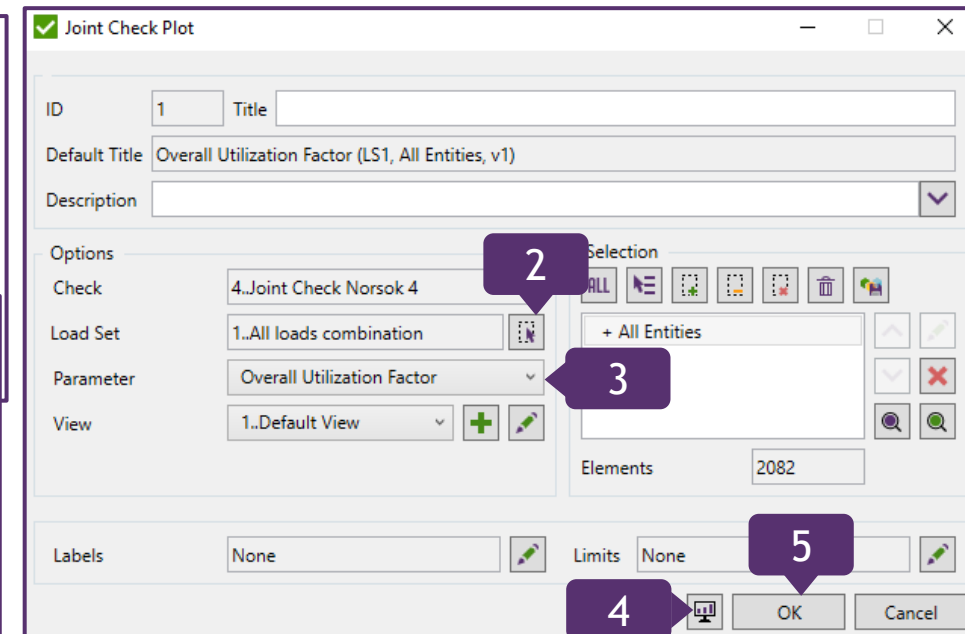 Joint Check Plot
ID 1 Title
Default Title Overall Utilization Factor (LS1, All Entities, v1)
Description
Options
Selection
2
Check 4..Joint Check Norsok 4
ALL
Load Set 1..All loads combination
+ All Entities
Parameter Overall Utilization Factor
3
View 1..Default View
Elements 2082
Labels None
Limits None
5
4
OK Cancel